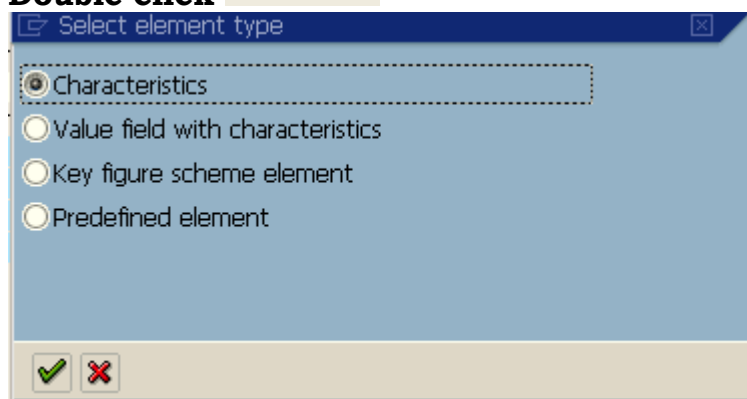 Double click
Select element type
Characteristics
Value field with characteristics
Key figure scheme element
Predefined element